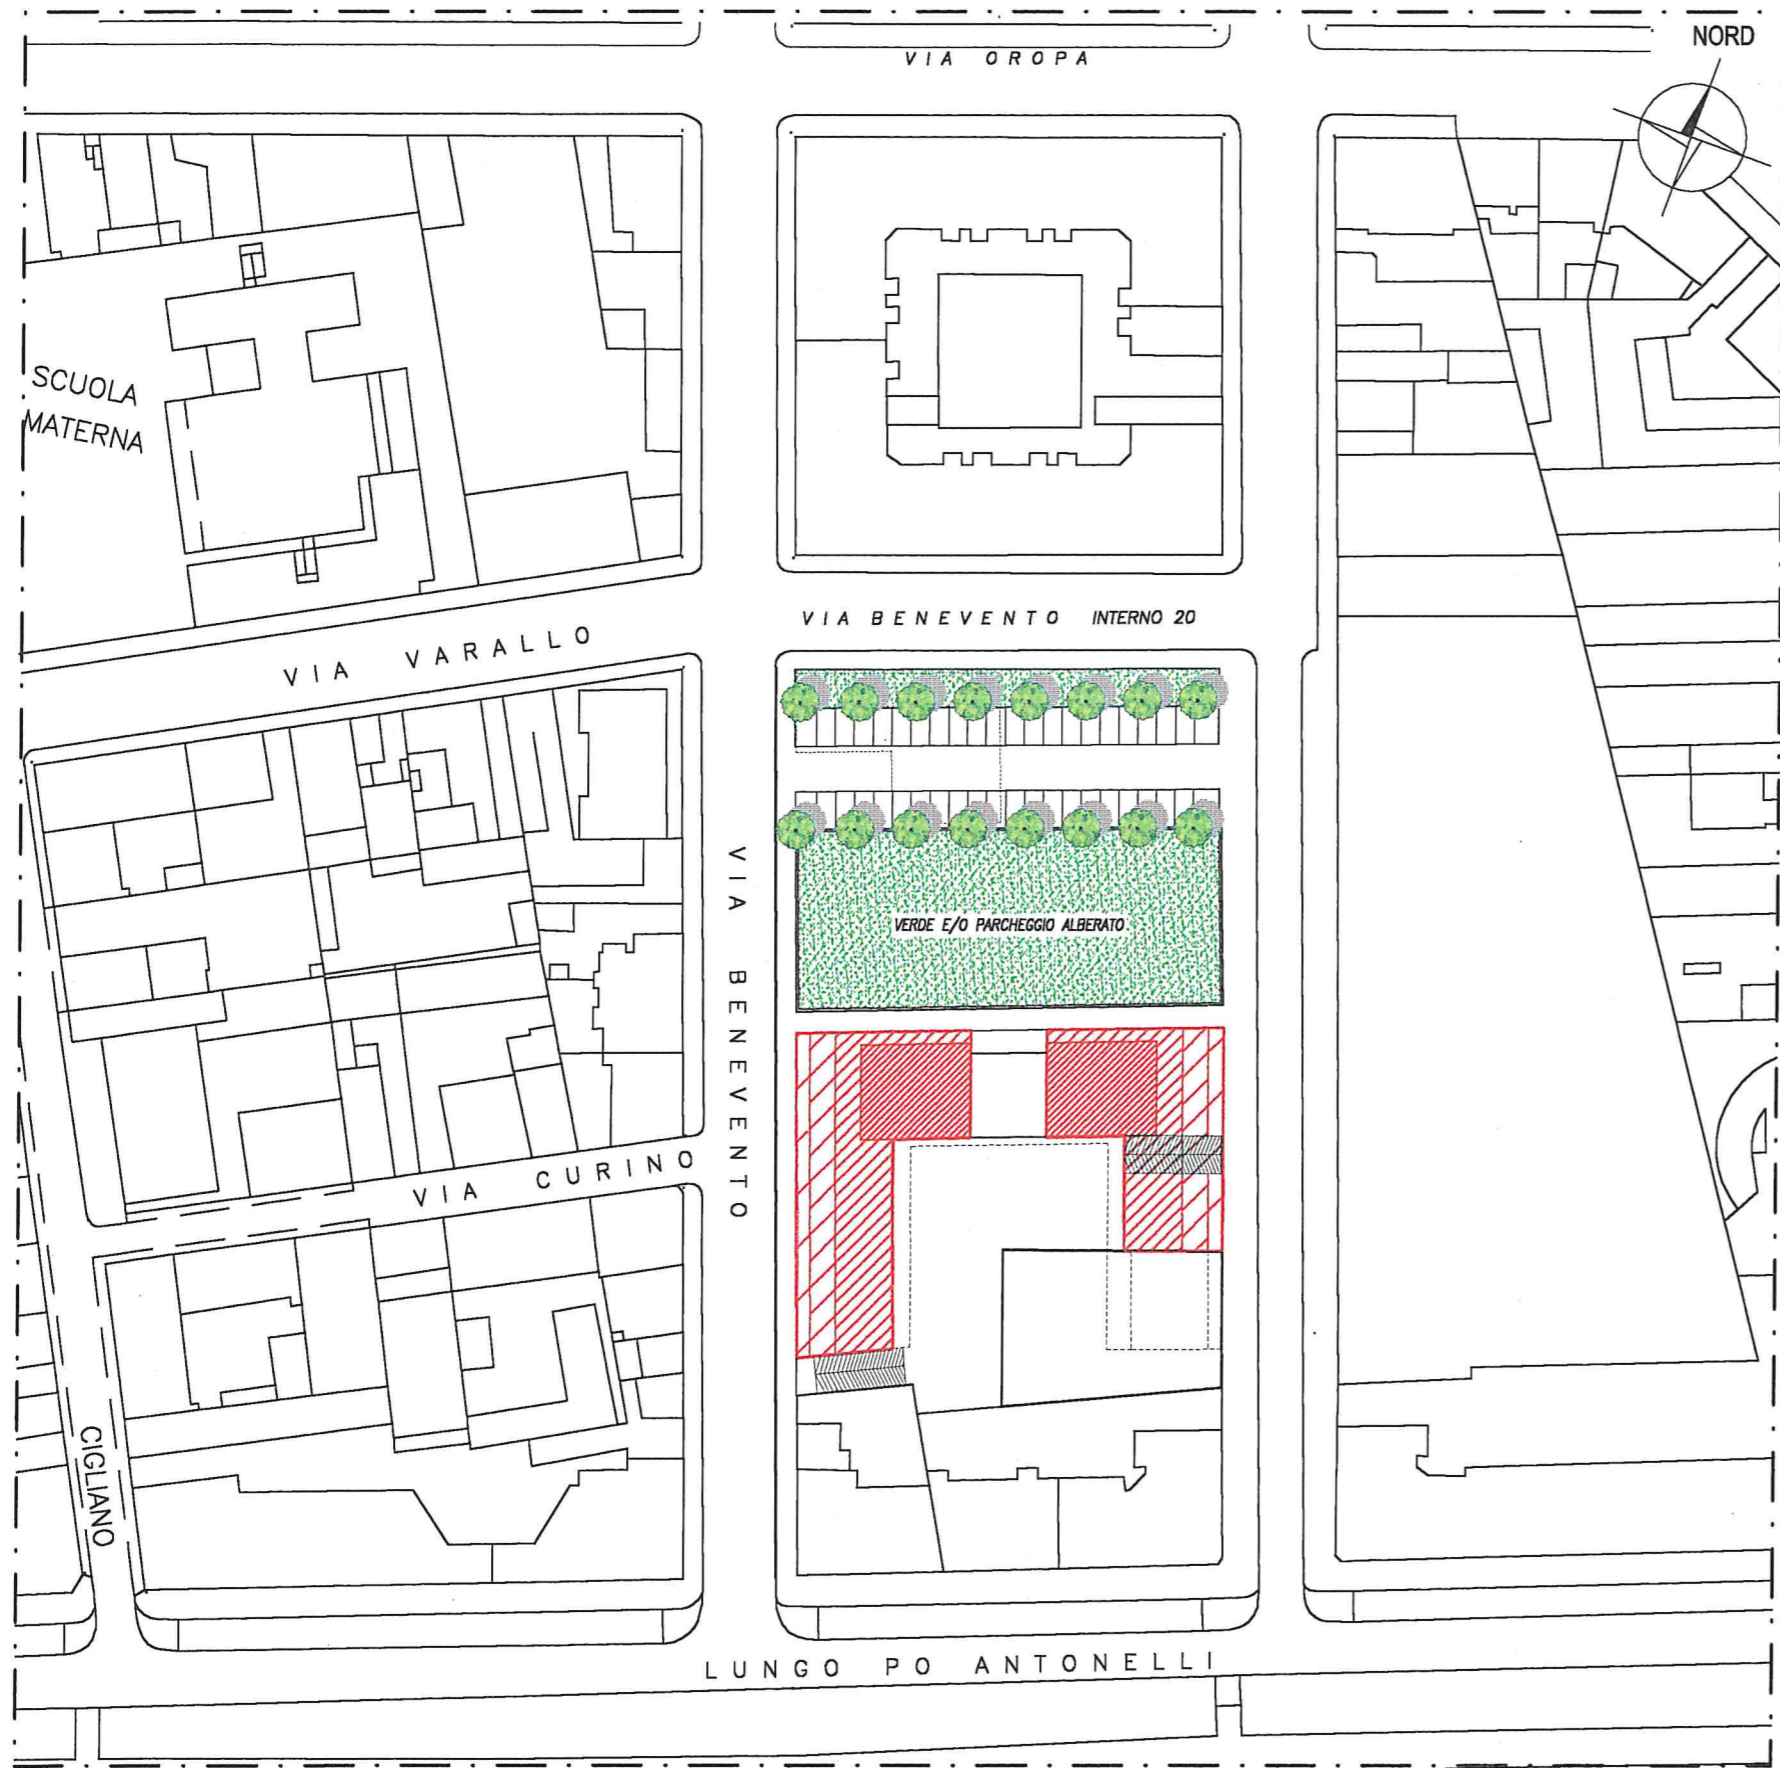 VIA OROPA
NORD
SCUOLA
MATERNA
VIA BENEVENTO INTERNO 20
VIA VARALLO
VERDE E/O PARCHEGGIO ALBERATO
VIA BENEVENTO
VIA CURINO
CIGLIANO
LUNGO PO ANTONELLI